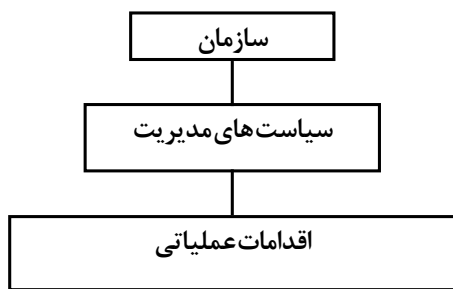 سازمان
سیاست‌های مدیریت
اقدامات عملیاتی